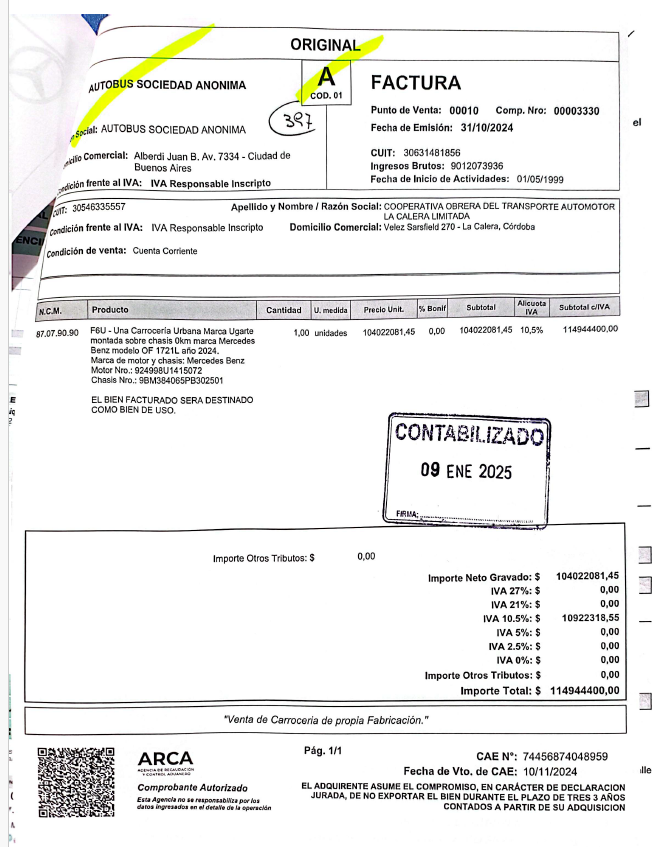 ORIGINAL
AUTOBUS SOCIEDAD ANONIMA
A
COD. 01
FACTURA
Punto de Venta: 00010 Comp. Nro: 00003330
Fecha de Emisión: 31/10/2024
397
Social: AUTOBUS SOCIEDAD ANONIMA
Comercial: Alberdi Juan B. Av. 7334 - Ciudad de
Buenos Aires
Condición frente al IVA: IVA Responsable Inscripto
CUIT: 30631481856
Ingresos Brutos: 9012073936
Fecha de Inicio de Actividades: 01/05/1999
CUIT: 30546335557
Apellido y Nombre / Razón Social: COOPERATIVA OBRERA DEL TRANSPORTE AUTOMOTOR
LA CALERA LIMITADA
Condición frente al IVA: IVA Responsable Inscripto
Domicilio Comercial: Velez Sarsfield 270 - La Calera, Córdoba
Condición de venta: Cuenta Corriente
N.C.M. Producto Cantidad U. medida Precio Unit. % Bonif Subtotal Alicuota IVA Subtotal c/IVA
87.07.90.90 F6U - Una Carrocería Urbana Marca Ugarte 1,00 unidades 104022081,45 0,00 104022081,45 10,5% 114944400,00
montada sobre chasis 0km marca Mercedes
Benz modelo OF 1721L año 2024.
Marca de motor y chasis: Mercedes Benz
Motor Nro.: 924998U1415072
Chasis Nro.: 9BM384065PB302501
EL BIEN FACTURADO SERA DESTINADO
COMO BIEN DE USO.
CONTABILIZADO
09 ENE 2025
FIRMA:
Importe Otros Tributos: $ 0,00
Importe Neto Gravado: $ 104022081,45
IVA 27%: $ 0,00
IVA 21%: $ 0,00
IVA 10.5%: $ 10922318,55
IVA 5%: $ 0,00
IVA 2.5%: $ 0,00
IVA 0%: $ 0,00
Importe Otros Tributos: $ 0,00
Importe Total: $ 114944400,00
"Venta de Carroceria de propia Fabricación."
ARCA
AGENCIA DE RECAUDACIÓN
Y CONTROL ADUANERO
Comprobante Autorizado
Esta Agencia no se responsabiliza por los
datos ingresados en el detalle de la operación
Pág. 1/1
CAE N°: 74456874048959
Fecha de Vto. de CAE: 10/11/2024
EL ADQUIRENTE ASUME EL COMPROMISO, EN CARÁCTER DE DECLARACION
JURADA, DE NO EXPORTAR EL BIEN DURANTE EL PLAZO DE TRES 3 AÑOS
CONTADOS A PARTIR DE SU ADQUISICION